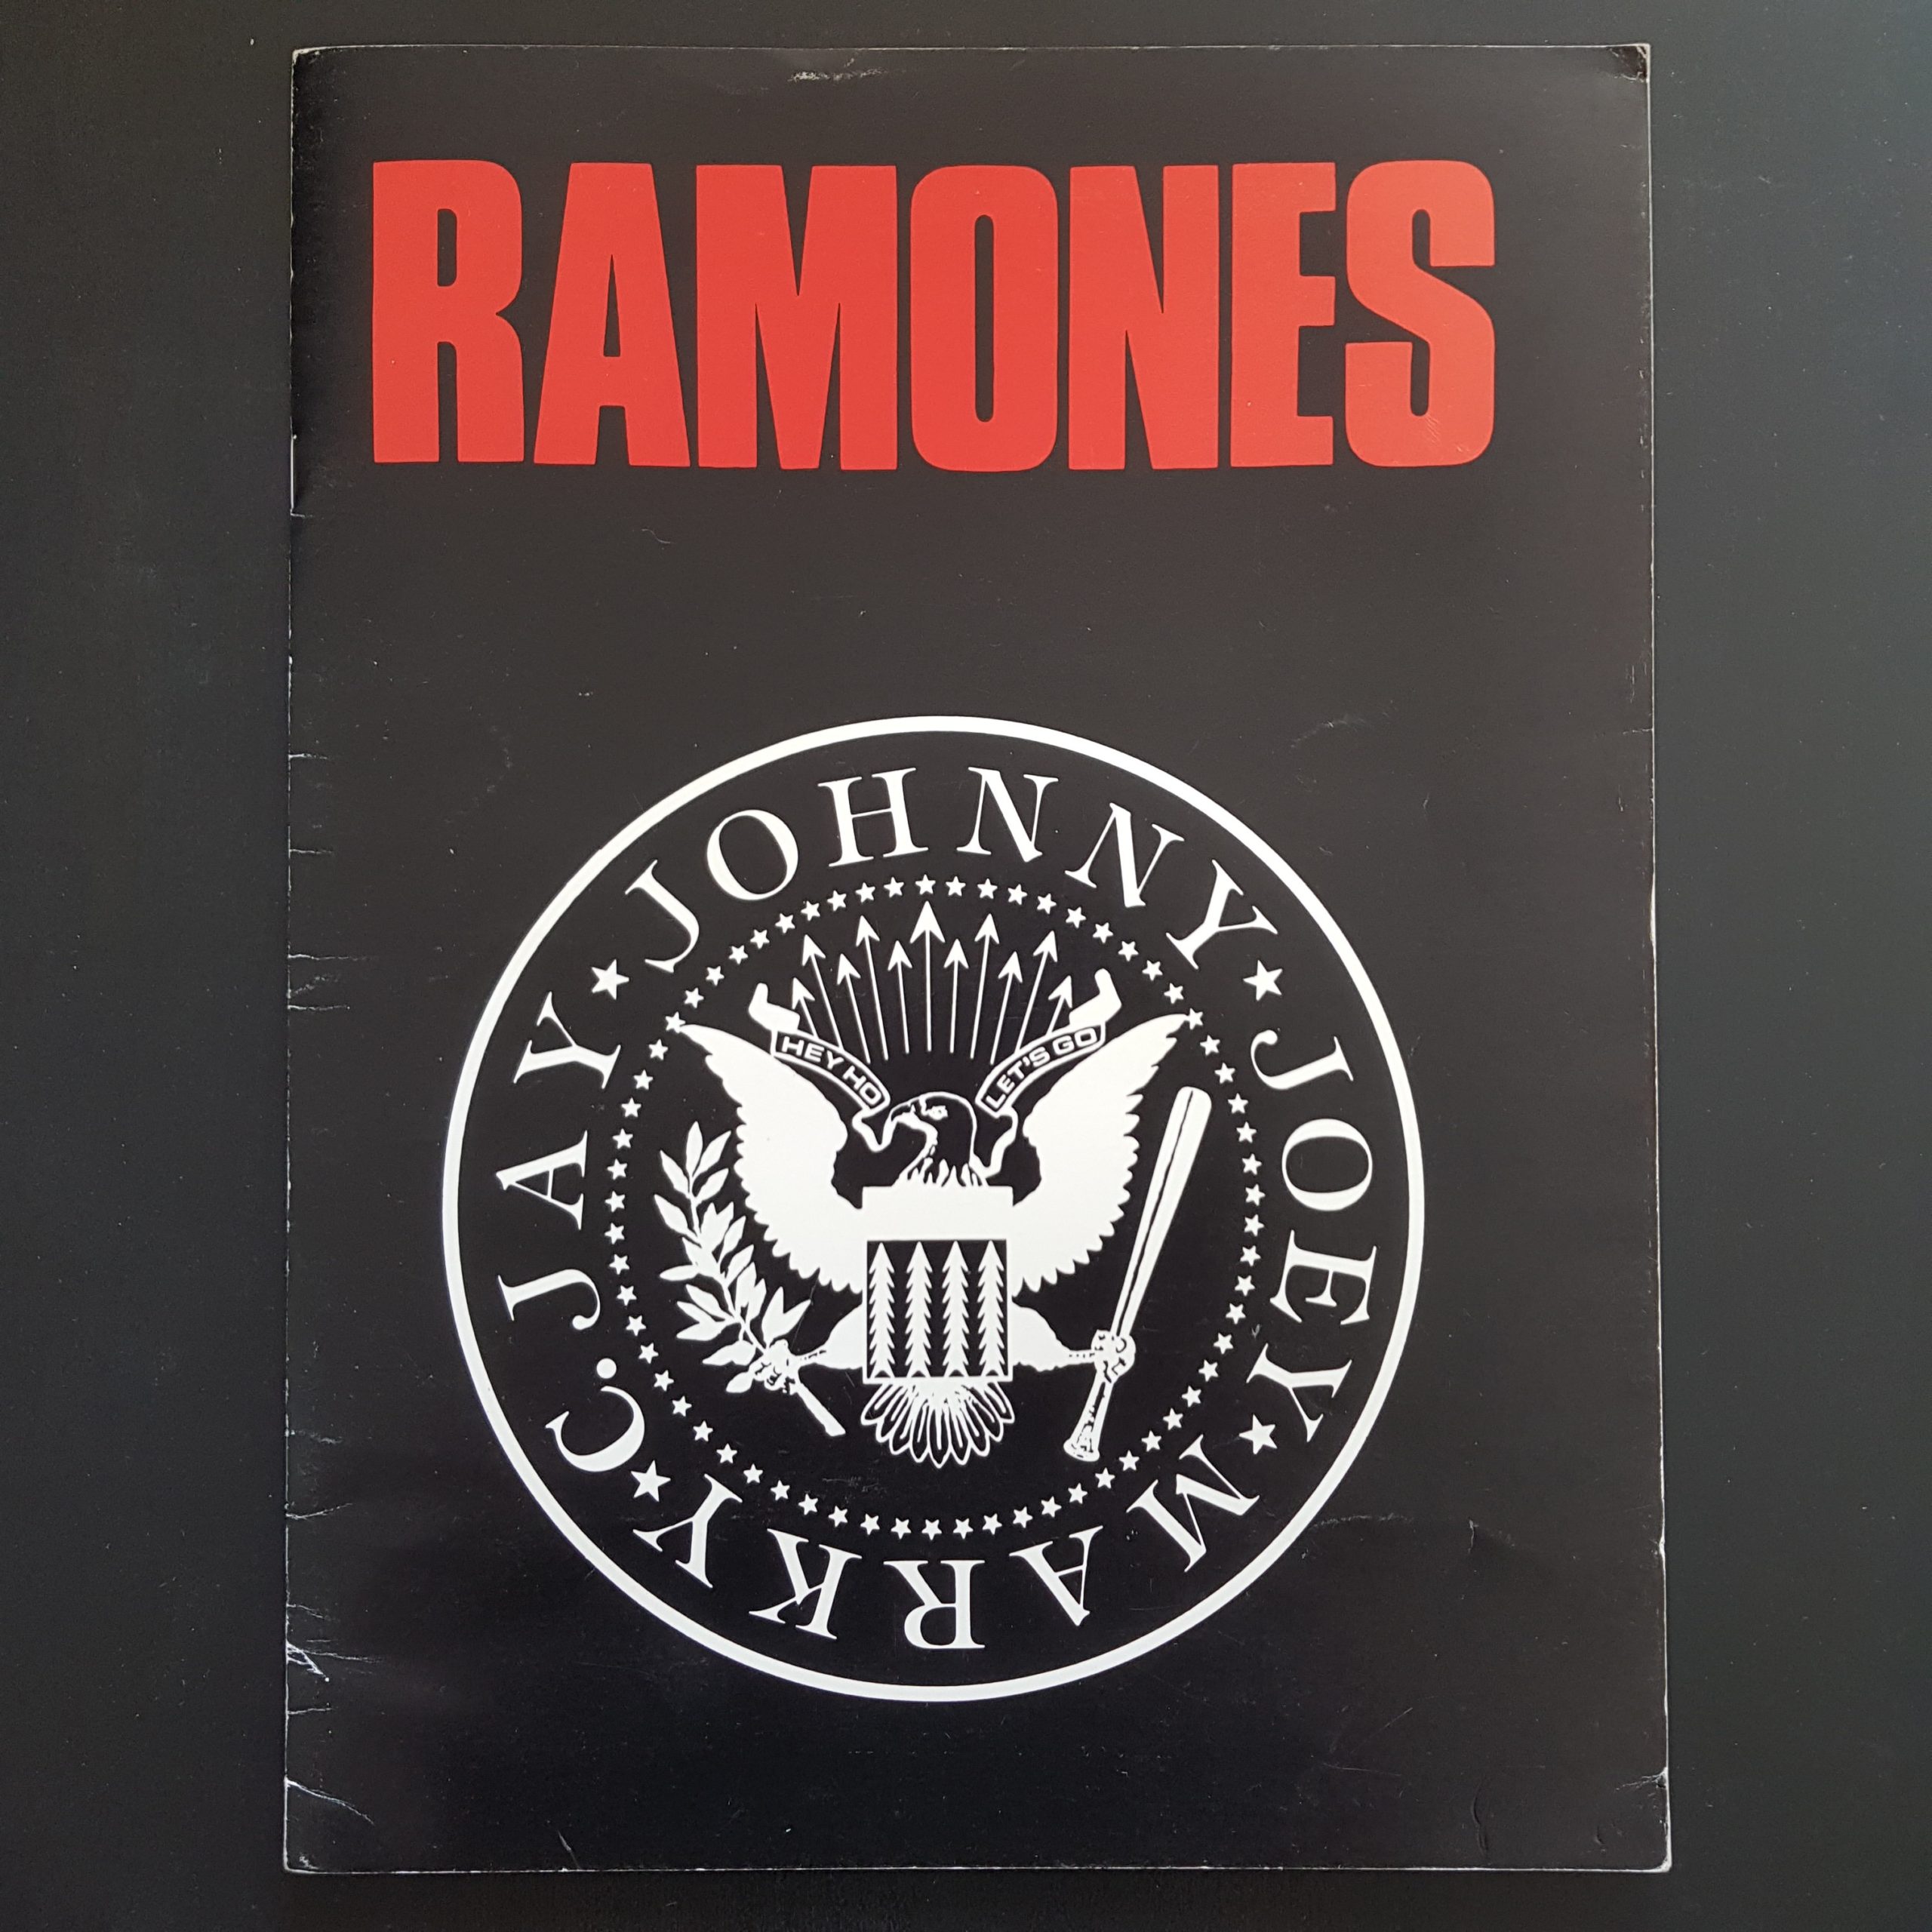 RAMONES
JOHNNY ★ JOEY ★ MARKY ★ C. JAY ★
HEY HO
LET'S GO